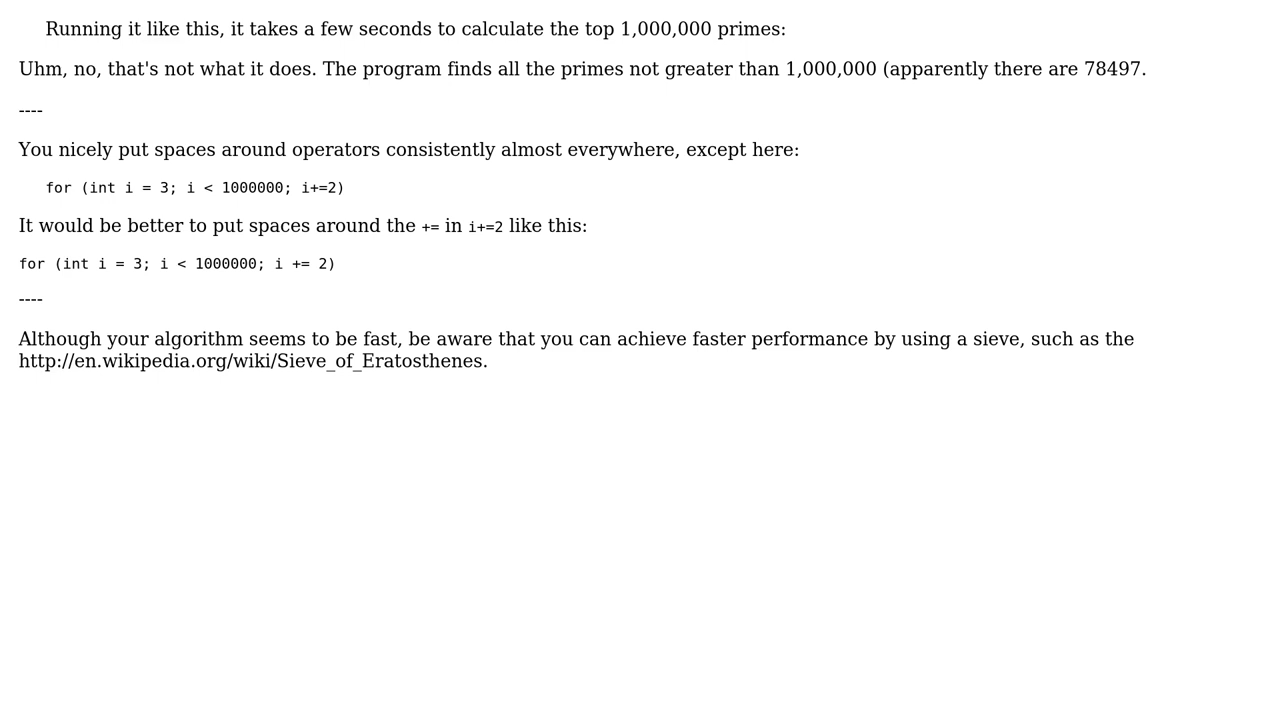 Running it like this, it takes a few seconds to calculate the top 1,000,000 primes:
Uhm, no, that's not what it does. The program finds all the primes not greater than 1,000,000 (apparently there are 78497.
----
You nicely put spaces around operators consistently almost everywhere, except here:
for (int i = 3; i < 1000000; i+=2)
It would be better to put spaces around the += in i+=2 like this:
for (int i = 3; i < 1000000; i += 2)
----
Although your algorithm seems to be fast, be aware that you can achieve faster performance by using a sieve, such as the
http://en.wikipedia.org/wiki/Sieve_of_Eratosthenes.